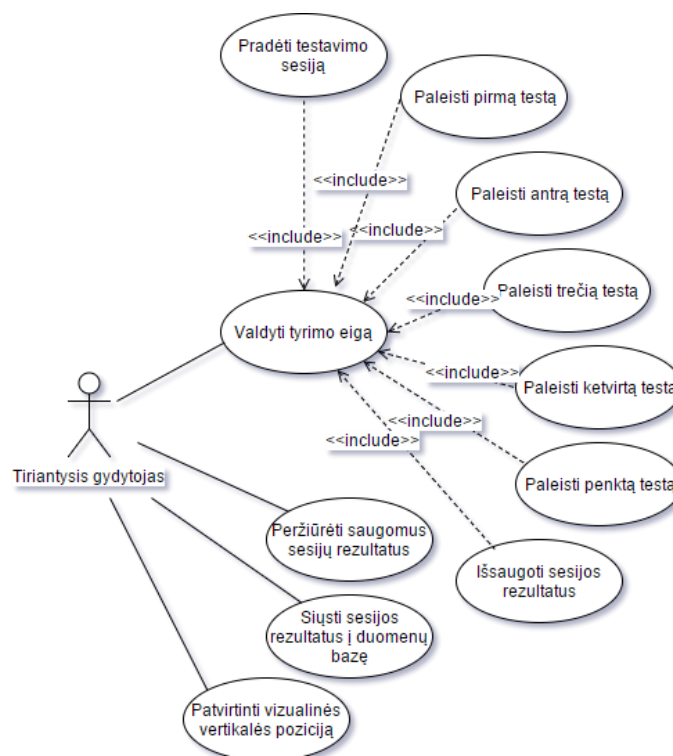 Pradėti testavimo
sesiją
Paleisti pirmą testą
<<include>>
Paleisti antrą testą
<<include>>
<<include>>
Paleisti trečią testą
<<include>>
Valdyti tyrimo eigą
<<include>>
Paleisti ketvirtą testą
<<include>>
<<include>>
Paleisti penktą testą
Tiriantysis gydytojas
Peržiūrėti saugomus
sesijų rezultatus
Išsaugoti sesijos
rezultatus
Siųsti sesijos
rezultatus į duomenų
bazę
Patvirtinti vizualinės
vertikalės poziciją